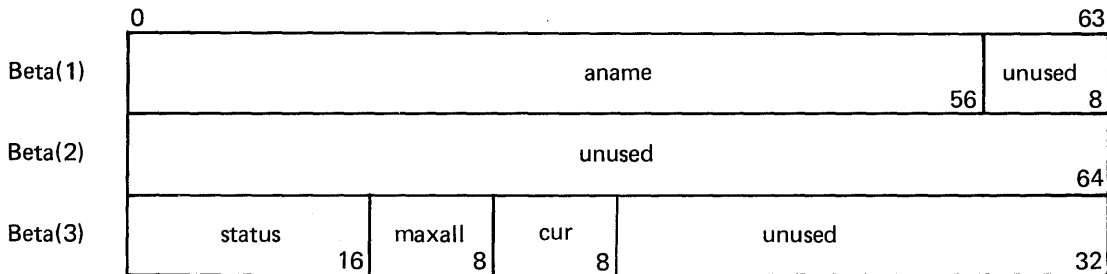 0 63
Beta(1) aname unused
56 8
Beta(2) unused
64
Beta(3) status maxall cur unused
16 8 8 32